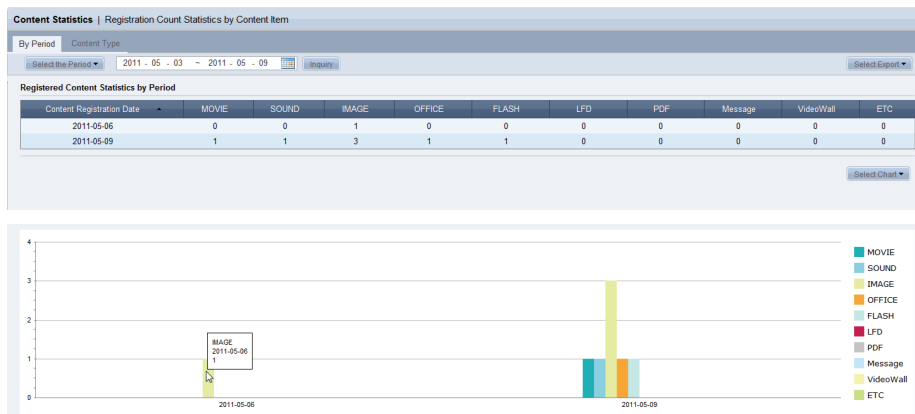 Content Statistics | Registration Count Statistics by Content Item
By Period Content Type
Select the Period 2011 - 05 - 03 ~ 2011 - 05 - 09 Inquiry Select Export
Registered Content Statistics by Period
Content Registration Date MOVIE SOUND IMAGE OFFICE FLASH LFD PDF Message VideoWall ETC
2011-05-06 0 0 1 0 0 0 0 0 0 0
2011-05-09 1 1 3 1 1 0 0 0 0 0
Select Chart
4
3
2
1
0
IMAGE
2011-05-06
1
2011-05-06 2011-05-09
MOVIE
SOUND
IMAGE
OFFICE
FLASH
LFD
PDF
Message
VideoWall
ETC